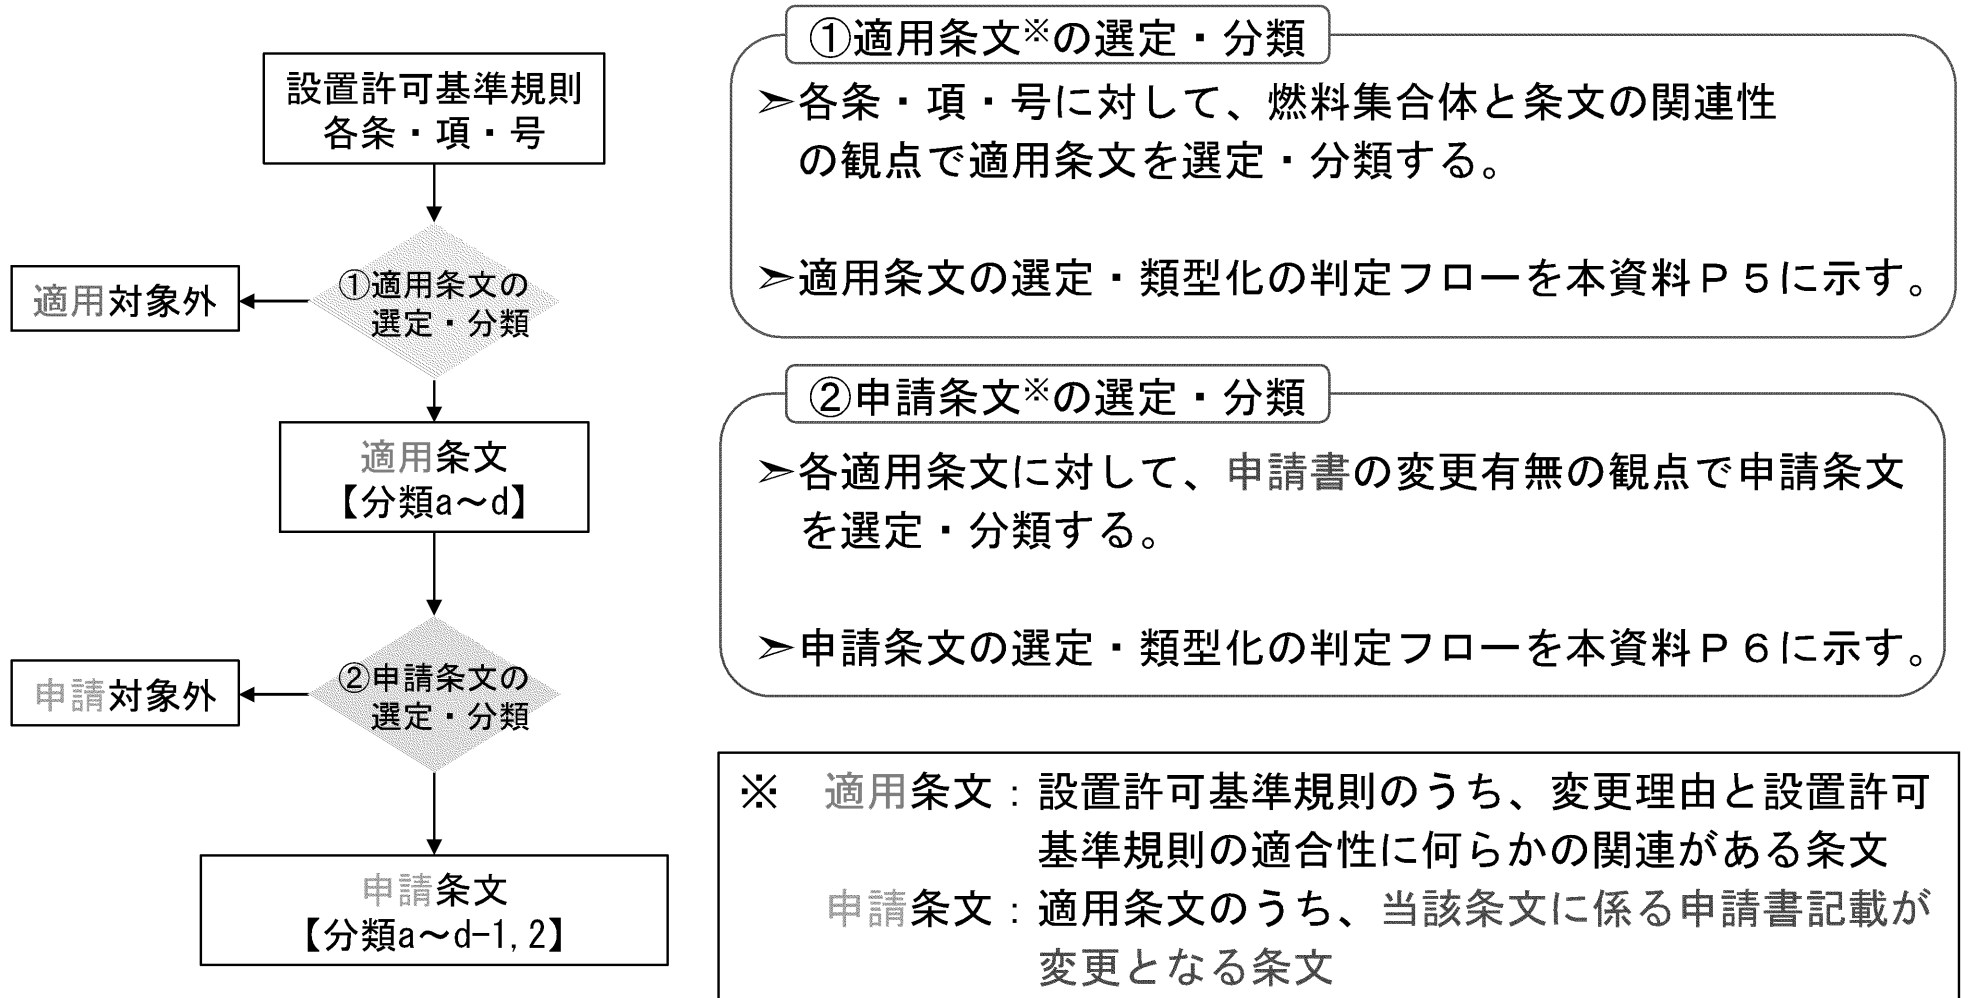 設置許可基準規則
各条・項・号
①適用条文の
選定・分類
適用対象外
適用条文
【分類a～d】
②申請条文の
選定・分類
申請対象外
申請条文
【分類a～d-1,2】
①適用条文※の選定・分類
➢各条・項・号に対して、燃料集合体と条文の関連性
の観点で適用条文を選定・分類する。
➢適用条文の選定・類型化の判定フローを本資料Ｐ５に示す。
②申請条文※の選定・分類
➢各適用条文に対して、申請書の変更有無の観点で申請条文
を選定・分類する。
➢申請条文の選定・類型化の判定フローを本資料Ｐ６に示す。
※　適用条文：設置許可基準規則のうち、変更理由と設置許可
基準規則の適合性に何らかの関連がある条文
申請条文：適用条文のうち、当該条文に係る申請書記載が
変更となる条文